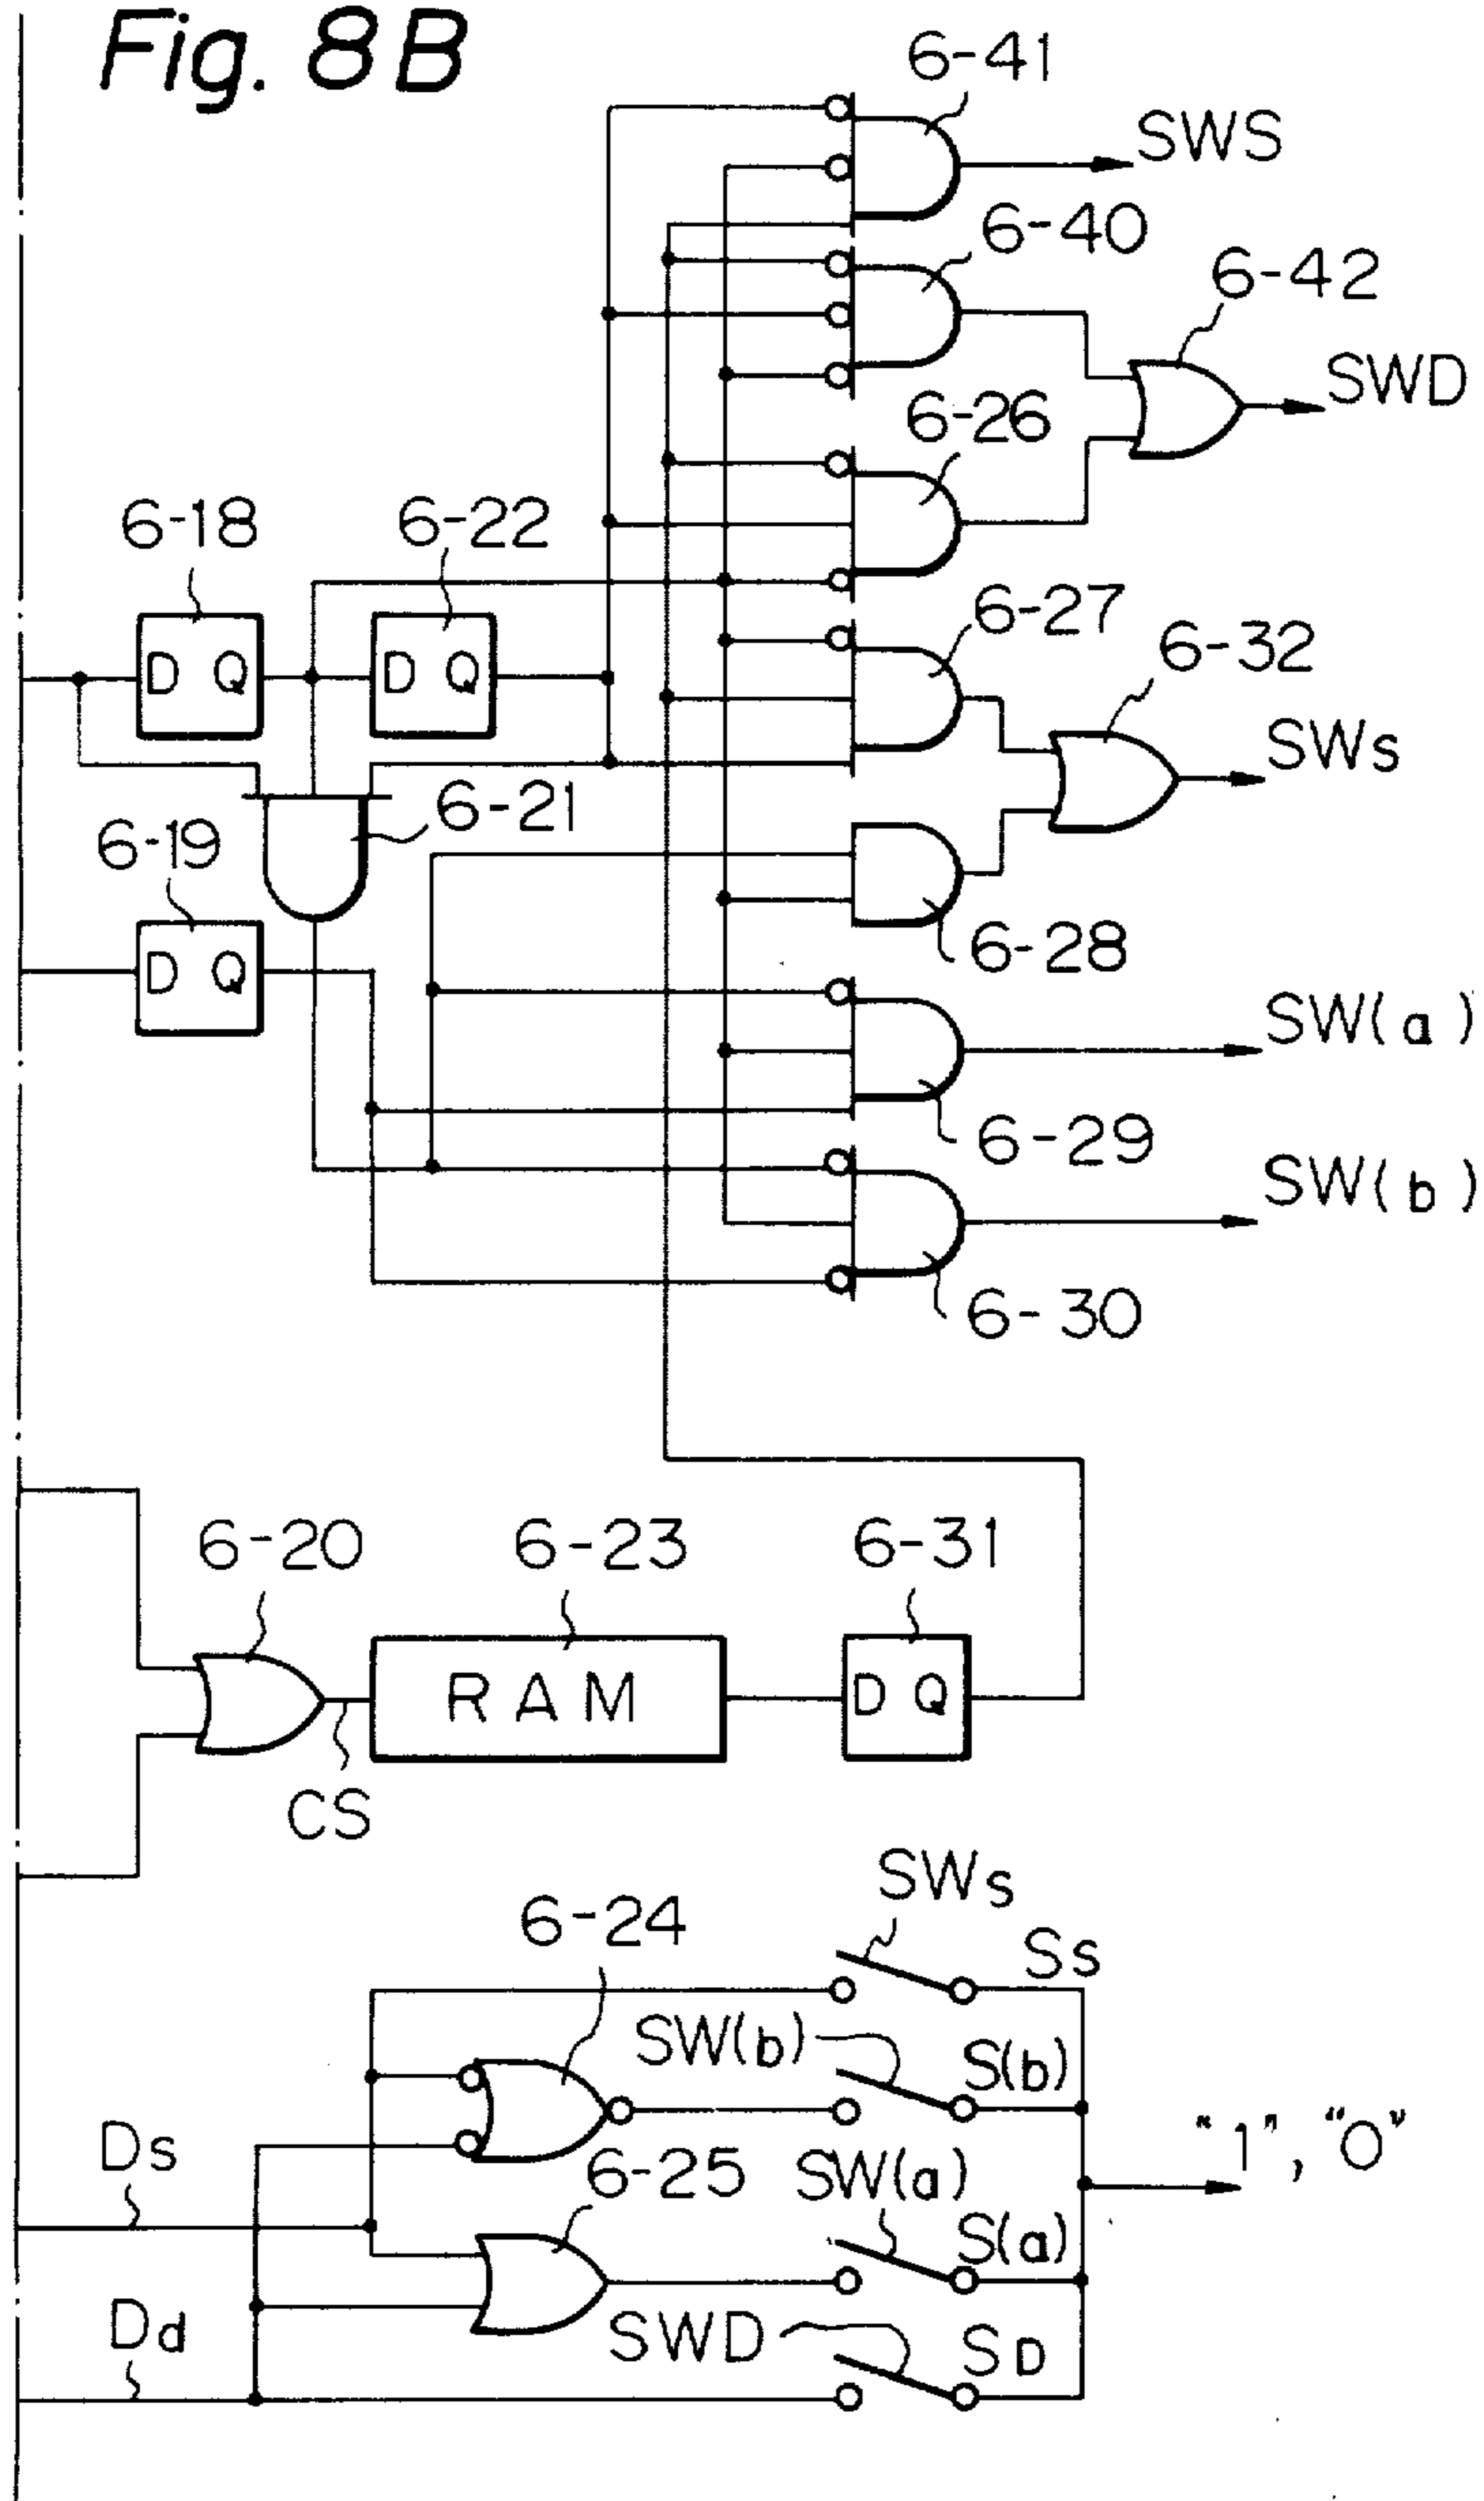 Fig. 8B
6-41
SWS
6-40
6-42
SWD
6-26
6-18
6-22
6-27
6-32
D Q
D Q
SWs
6-21
6-19
6-28
D Q
SW(a)
6-29
SW(b)
6-30
6-20
6-23
6-31
RAM
D Q
CS
SWs
6-24
Ss
SW(b)
S(b)
Ds
"1", "0"
6-25
SW(a)
S(a)
Dd
SWD
SD